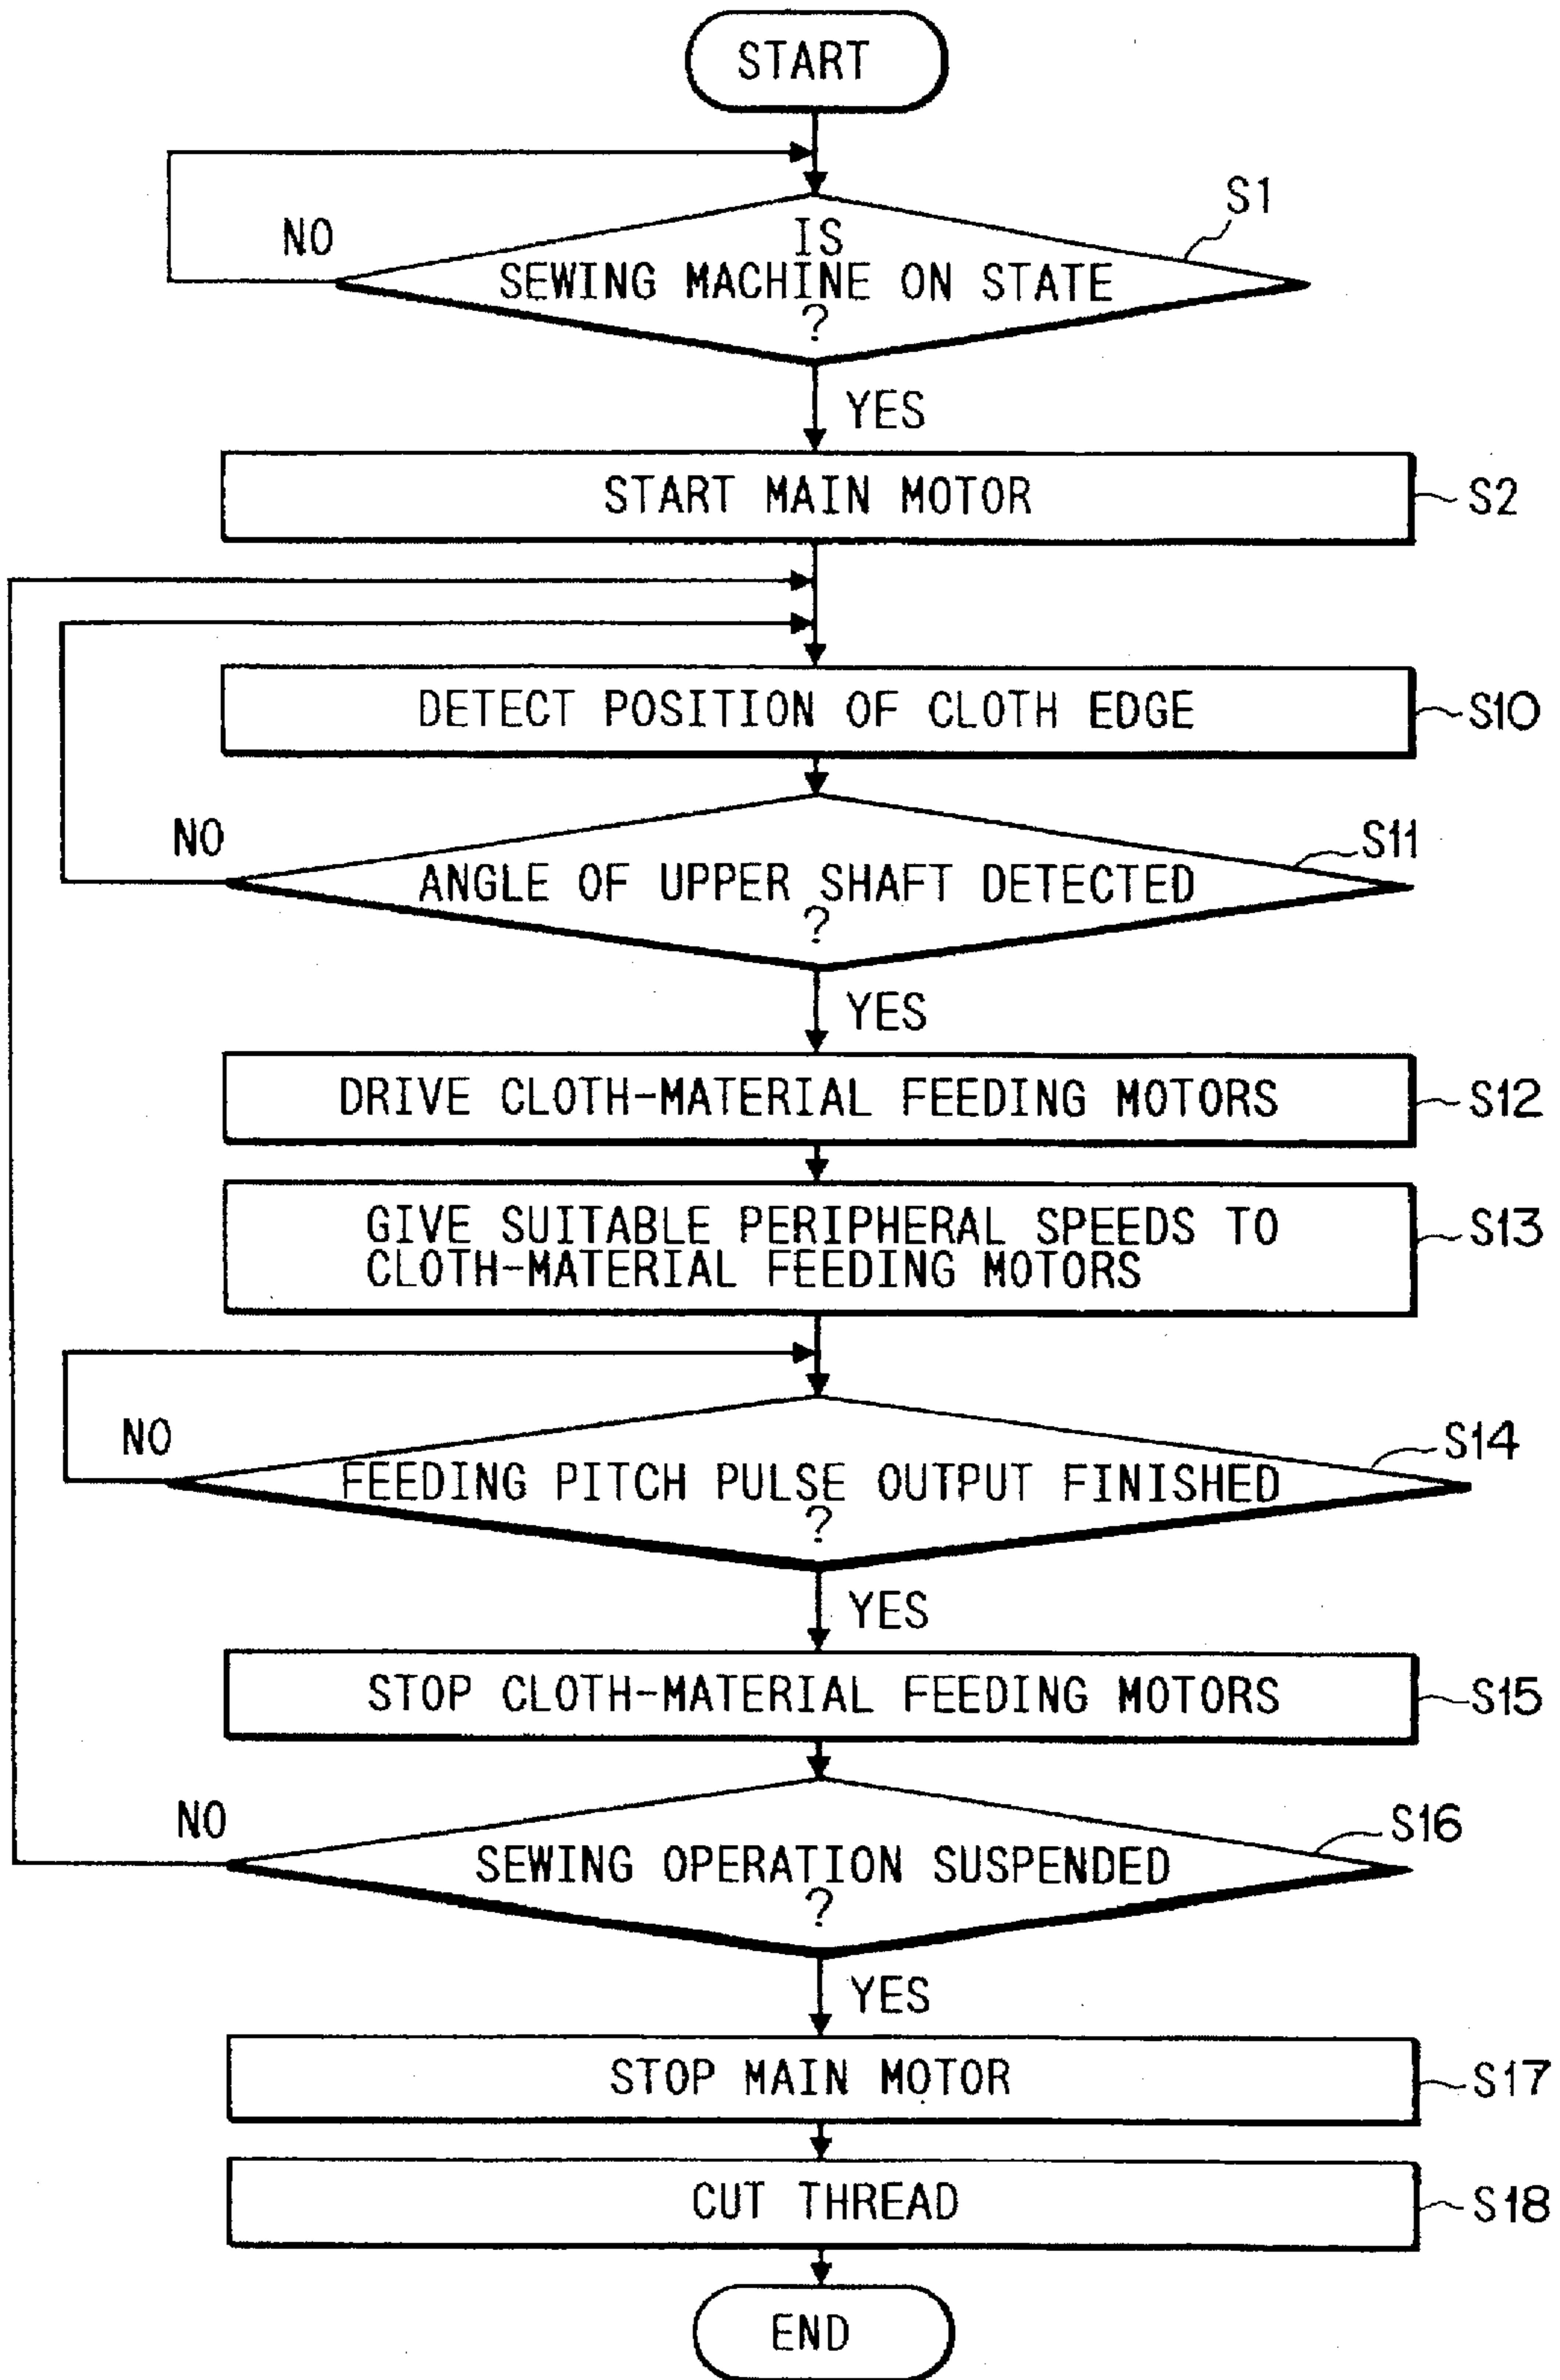 START
NO
S1
IS
SEWING MACHINE ON STATE
?
YES
START MAIN MOTOR
S2
DETECT POSITION OF CLOTH EDGE
S10
NO
S11
ANGLE OF UPPER SHAFT DETECTED
?
YES
DRIVE CLOTH-MATERIAL FEEDING MOTORS
S12
GIVE SUITABLE PERIPHERAL SPEEDS TO
CLOTH-MATERIAL FEEDING MOTORS
S13
NO
S14
FEEDING PITCH PULSE OUTPUT FINISHED
?
YES
STOP CLOTH-MATERIAL FEEDING MOTORS
S15
NO
S16
SEWING OPERATION SUSPENDED
?
YES
STOP MAIN MOTOR
S17
CUT THREAD
S18
END